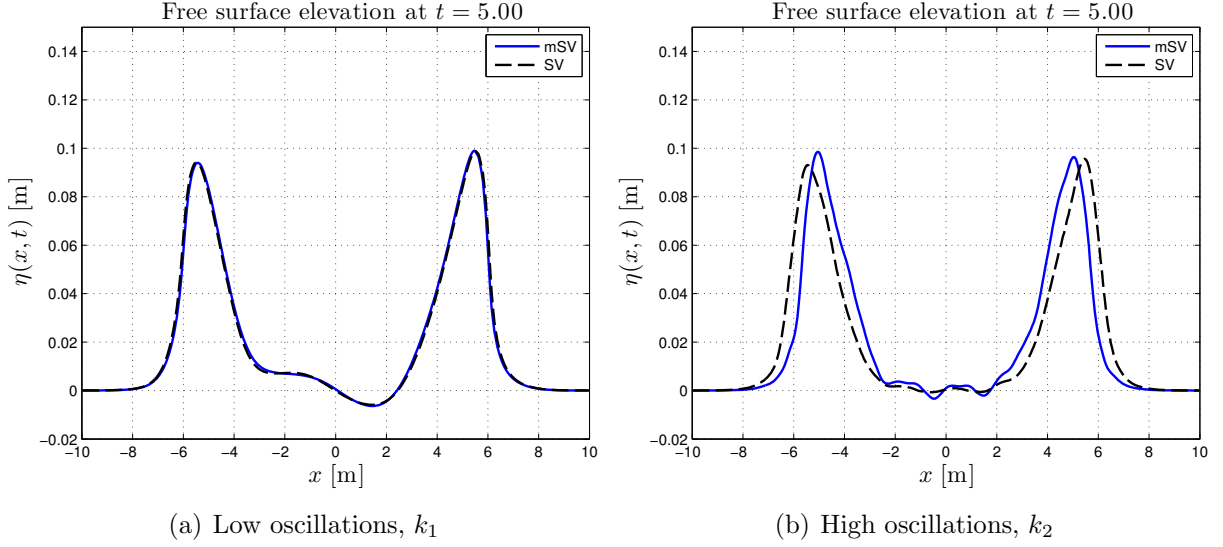 Free surface elevation at t = 5.00
mSV
SV
0.14
0.12
0.1
0.08
0.06
0.04
0.02
0
−0.02
η(x, t) [m]
−10 −8 −6 −4 −2 0 2 4 6 8 10
x [m]
(a) Low oscillations, k₁
Free surface elevation at t = 5.00
mSV
SV
0.14
0.12
0.1
0.08
0.06
0.04
0.02
0
−0.02
η(x, t) [m]
−10 −8 −6 −4 −2 0 2 4 6 8 10
x [m]
(b) High oscillations, k₂